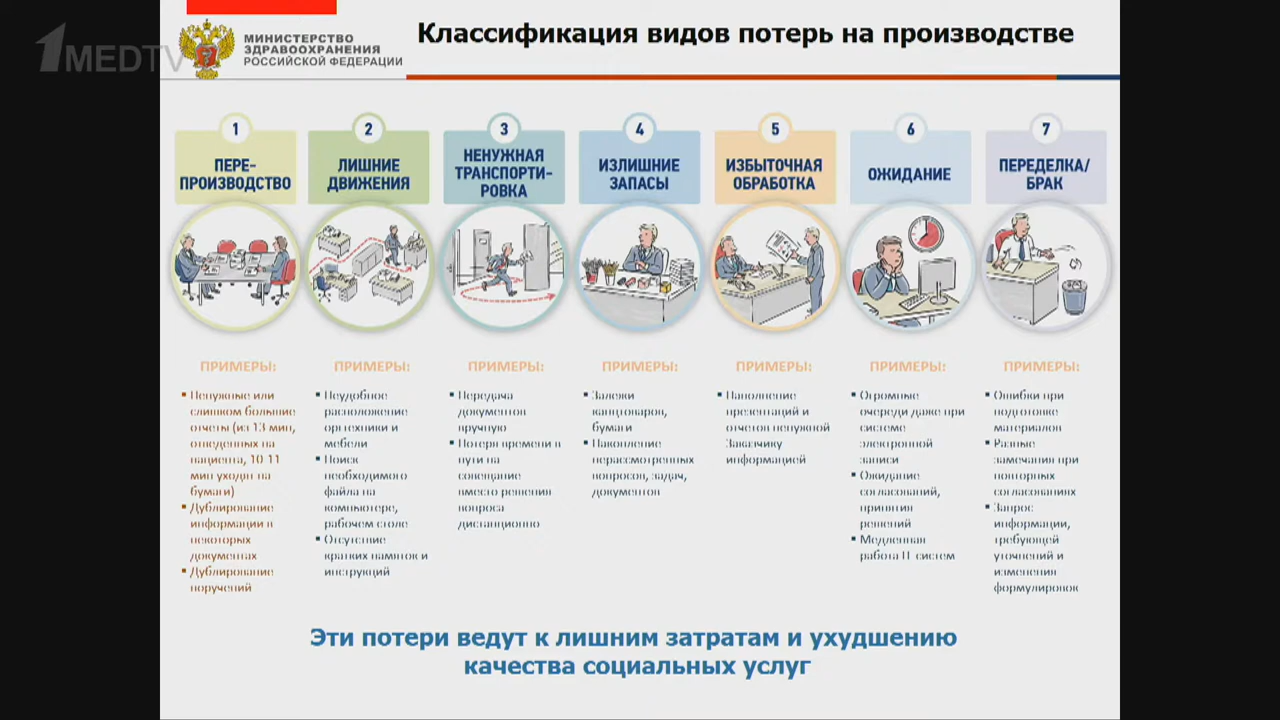 1MEDTV
МИНИСТЕРСТВО
ЗДРАВООХРАНЕНИЯ
РОССИЙСКОЙ ФЕДЕРАЦИИ
Классификация видов потерь на производстве
1
ПЕРЕ-
ПРОИЗВОДСТВО
ПРИМЕРЫ:
▪ Ненужные или
слишком большие
отчеты (из 13 мин,
отведенных на
пациента, 10-11
мин уходит на
бумаги)
▪ Дублирование
информации в
некоторых
документах
▪ Дублирование
поручений
2
ЛИШНИЕ
ДВИЖЕНИЯ
ПРИМЕРЫ:
▪ Неудобное
расположение
оргтехники и
мебели
▪ Поиск
необходимого
файла на
компьютере,
рабочем столе
▪ Отсутствие
кратких памяток и
инструкций
3
НЕНУЖНАЯ
ТРАНСПОРТИ-
РОВКА
ПРИМЕРЫ:
▪ Передача
документов
вручную
▪ Потеря времени в
пути на
совещание
вместо решения
вопроса
дистанционно
4
ИЗЛИШНИЕ
ЗАПАСЫ
ПРИМЕРЫ:
▪ Залежи
канцтоваров,
бумаги
▪ Накопление
нерассмотренных
вопросов, задач,
документов
5
ИЗБЫТОЧНАЯ
ОБРАБОТКА
ПРИМЕРЫ:
▪ Наполнение
презентаций и
отчетов ненужной
Заказчику
информацией
6
ОЖИДАНИЕ
ПРИМЕРЫ:
▪ Огромные
очереди даже при
системе
электронной
записи
▪ Ожидание
согласований,
принятия
решений
▪ Медленная
работа IT-систем
7
ПЕРЕДЕЛКА/
БРАК
ПРИМЕРЫ:
▪ Ошибки при
подготовке
материалов
▪ Разные
замечания при
повторных
согласованиях
▪ Запрос
информации,
требующей
уточнений и
изменения
формулировок
Эти потери ведут к лишним затратам и ухудшению
качества социальных услуг